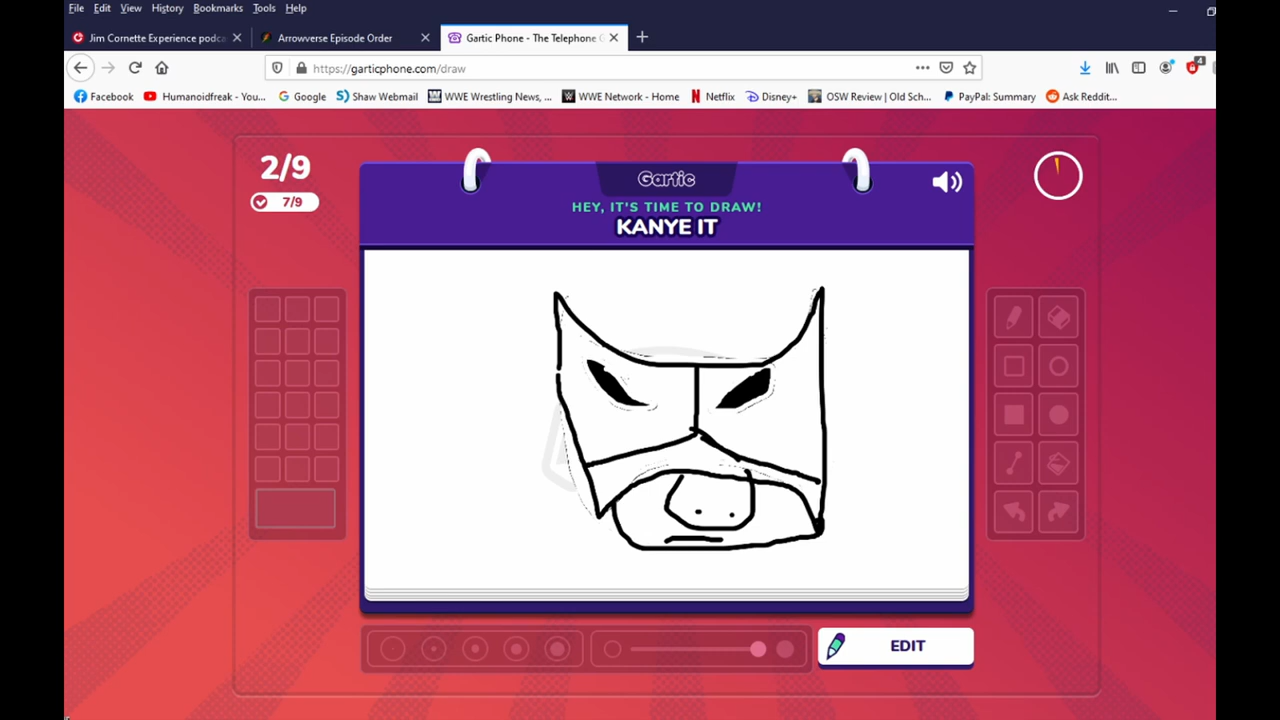 File Edit View History Bookmarks Tools Help
Jim Cornette Experience podca Arrowverse Episode Order Gartic Phone - The Telephone G
https://garticphone.com/draw
4
Facebook Humanoidfreak - You... Google Shaw Webmail WWE Wrestling News, ... WWE Network - Home Netflix Disney+ OSW Review | Old Sch... PayPal: Summary Ask Reddit...
2/9
7/9
Gartic
HEY, IT'S TIME TO DRAW!
KANYE IT
EDIT